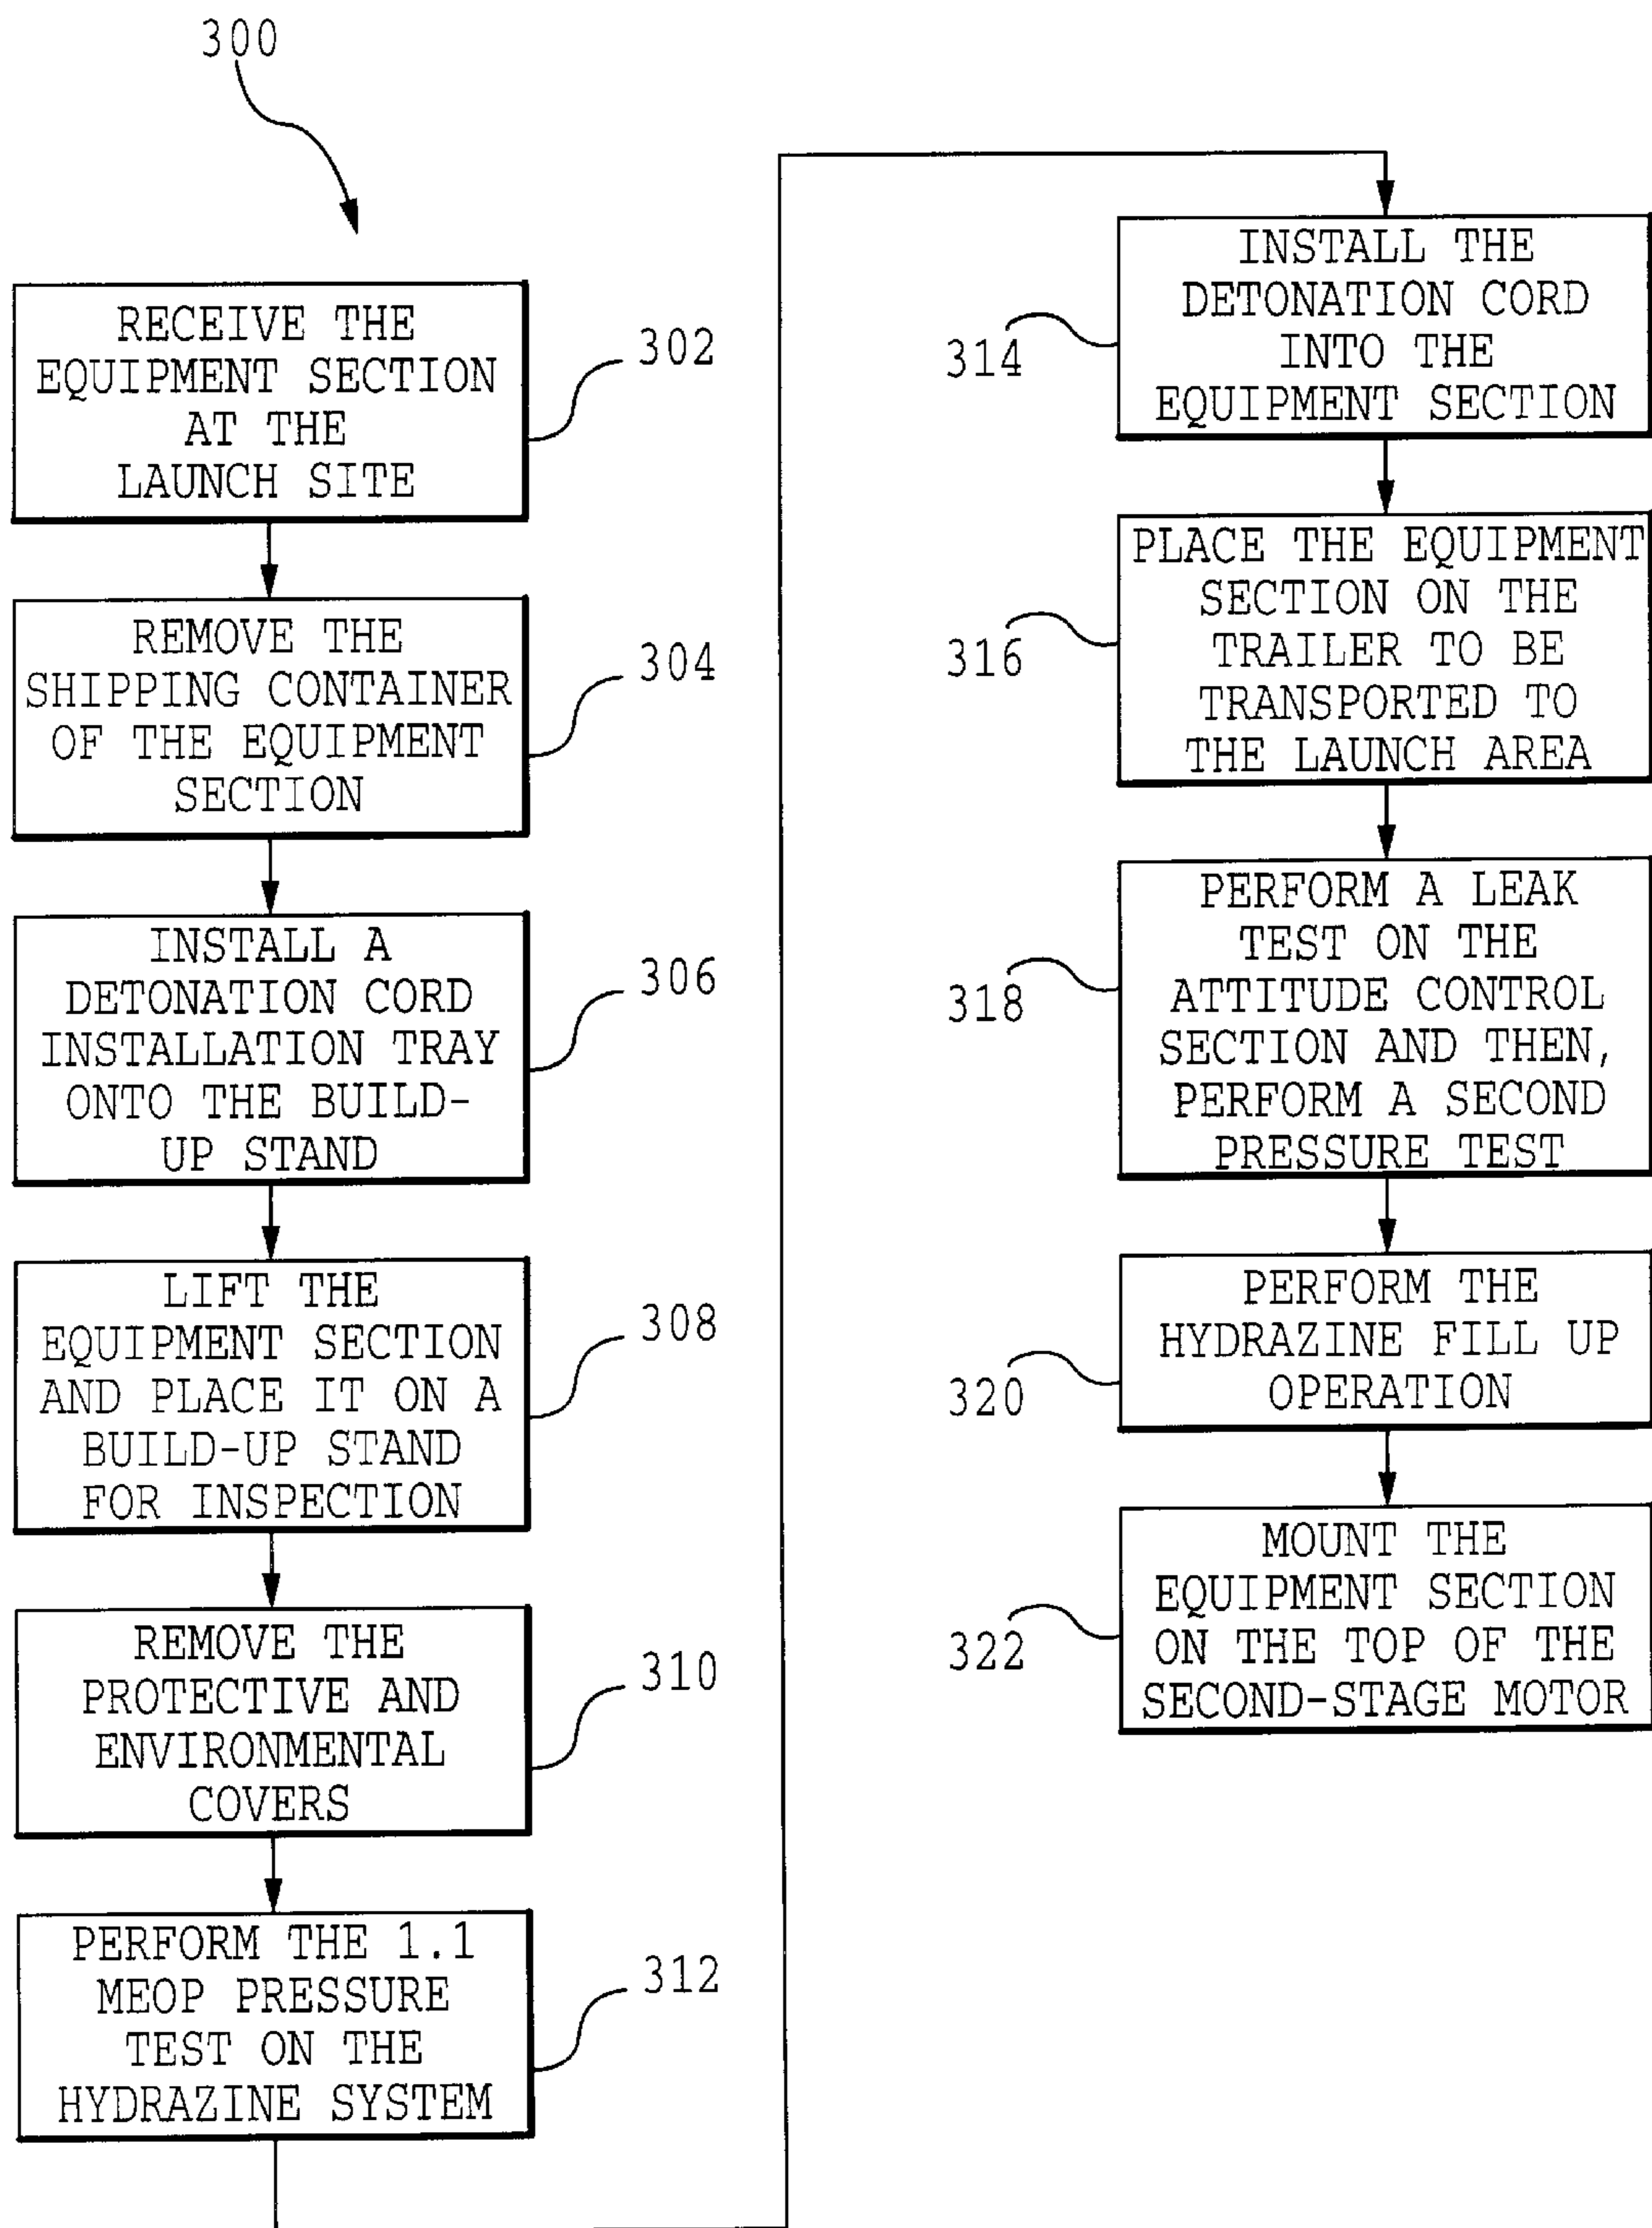 300
RECEIVE THE
EQUIPMENT SECTION
AT THE
LAUNCH SITE
302
REMOVE THE
SHIPPING CONTAINER
OF THE EQUIPMENT
SECTION
304
INSTALL A
DETONATION CORD
INSTALLATION TRAY
ONTO THE BUILD-
UP STAND
306
LIFT THE
EQUIPMENT SECTION
AND PLACE IT ON A
BUILD-UP STAND
FOR INSPECTION
308
REMOVE THE
PROTECTIVE AND
ENVIRONMENTAL
COVERS
310
PERFORM THE 1.1
MEOP PRESSURE
TEST ON THE
HYDRAZINE SYSTEM
312
INSTALL THE
DETONATION CORD
INTO THE
EQUIPMENT SECTION
314
PLACE THE EQUIPMENT
SECTION ON THE
TRAILER TO BE
TRANSPORTED TO
THE LAUNCH AREA
316
PERFORM A LEAK
TEST ON THE
ATTITUDE CONTROL
SECTION AND THEN,
PERFORM A SECOND
PRESSURE TEST
318
PERFORM THE
HYDRAZINE FILL UP
OPERATION
320
MOUNT THE
EQUIPMENT SECTION
ON THE TOP OF THE
SECOND-STAGE MOTOR
322